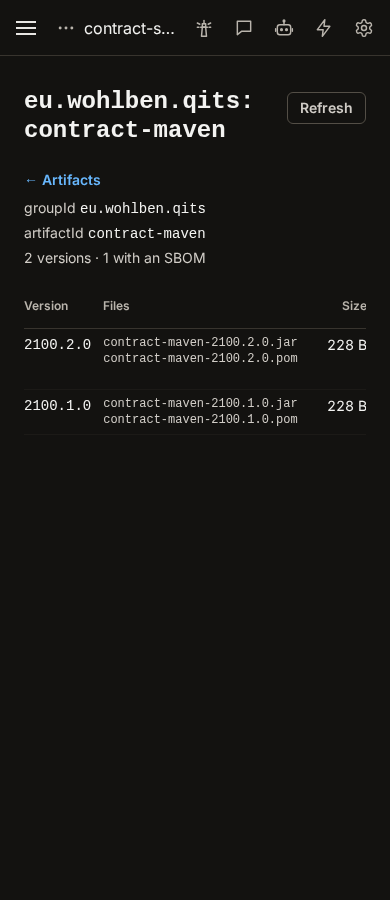 contract-s...
eu.wohlben.qits:
contract-maven
Refresh
← Artifacts
groupId eu.wohlben.qits
artifactId contract-maven
2 versions · 1 with an SBOM
Version Files Size
2100.2.0 contract-maven-2100.2.0.jar 228 B
contract-maven-2100.2.0.pom
2100.1.0 contract-maven-2100.1.0.jar 228 B
contract-maven-2100.1.0.pom